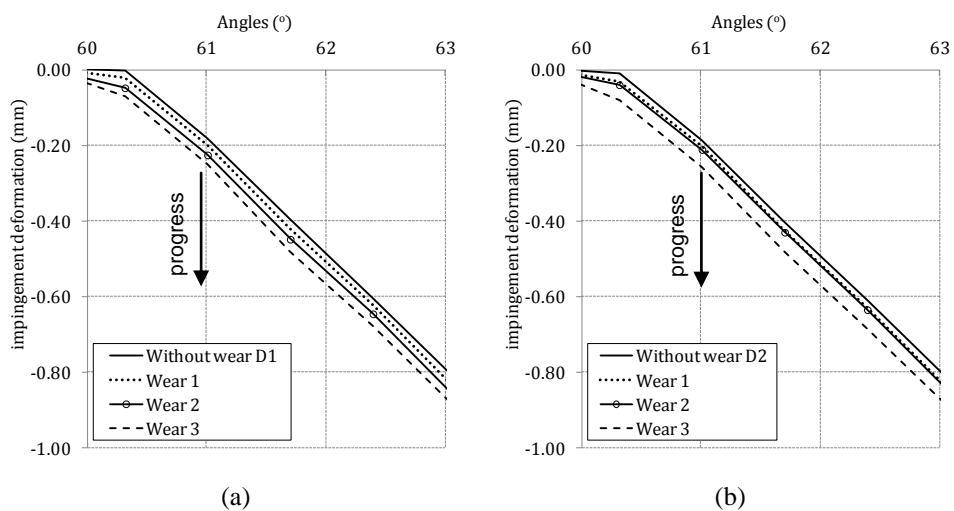 Angles (°)
60 61 62 63
0.00
-0.20
-0.40
-0.60
-0.80
-1.00
impingement deformation (mm)
progress
Without wear D1
Wear 1
Wear 2
Wear 3
(a)
Angles (°)
60 61 62 63
0.00
-0.20
-0.40
-0.60
-0.80
-1.00
impingement deformation (mm)
progress
Without wear D2
Wear 1
Wear 2
Wear 3
(b)